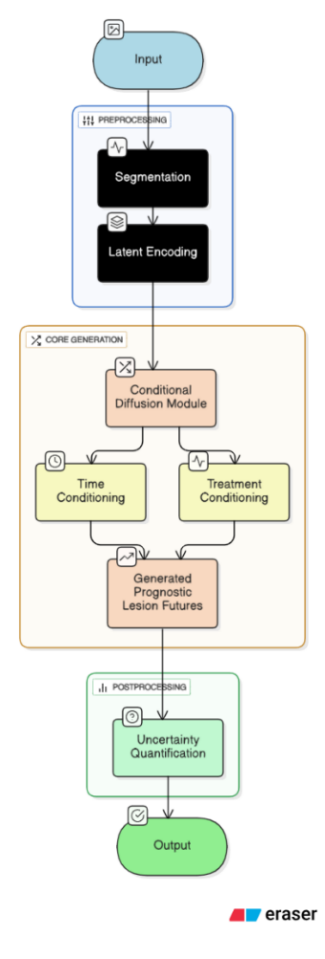 Input
PREPROCESSING
Segmentation
Latent Encoding
CORE GENERATION
Conditional
Diffusion Module
Time
Conditioning
Treatment
Conditioning
Generated
Prognostic
Lesion Futures
POSTPROCESSING
Uncertainty
Quantification
Output
eraser